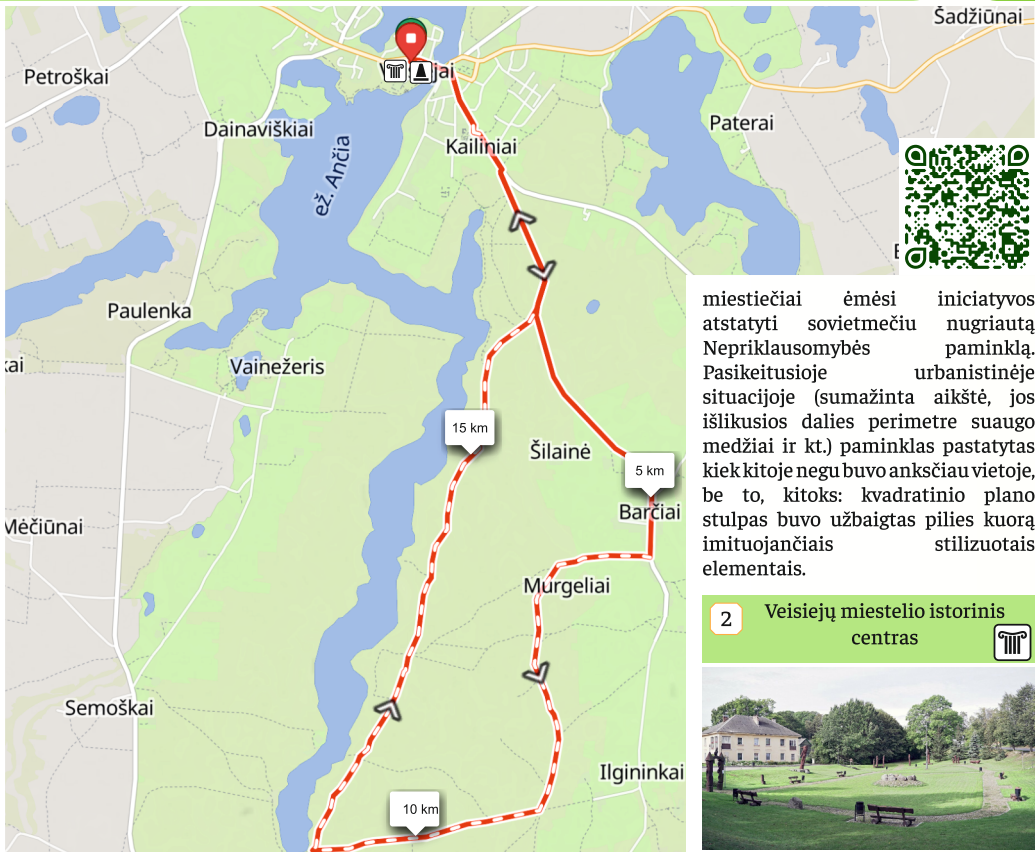 Šadžiūnai
Petroškai
Dainaviškiai
Paterai
Kailiniai
ež. Ančia
Paulenka
kai
Vainežeris
15 km
Šilainė
5 km
Barčiai
Mėčiūnai
Murgeliai
Semoškai
Ilgininkai
10 km
miestiečiai ėmėsi iniciatyvos
atstatyti sovietmečiu nugriautą
Nepriklausomybės paminklą.
Pasikeitusioje urbanistinėje
situacijoje (sumažinta aikštė, jos
išlikusios dalies perimetre suaugo
medžiai ir kt.) paminklas pastatytas
kiek kitoje negu buvo anksčiau vietoje,
be to, kitoks: kvadratinio plano
stulpas buvo užbaigtas pilies kuorą
imituojančiais stilizuotais
elementais.
2
Veisiejų miestelio istorinis
centras